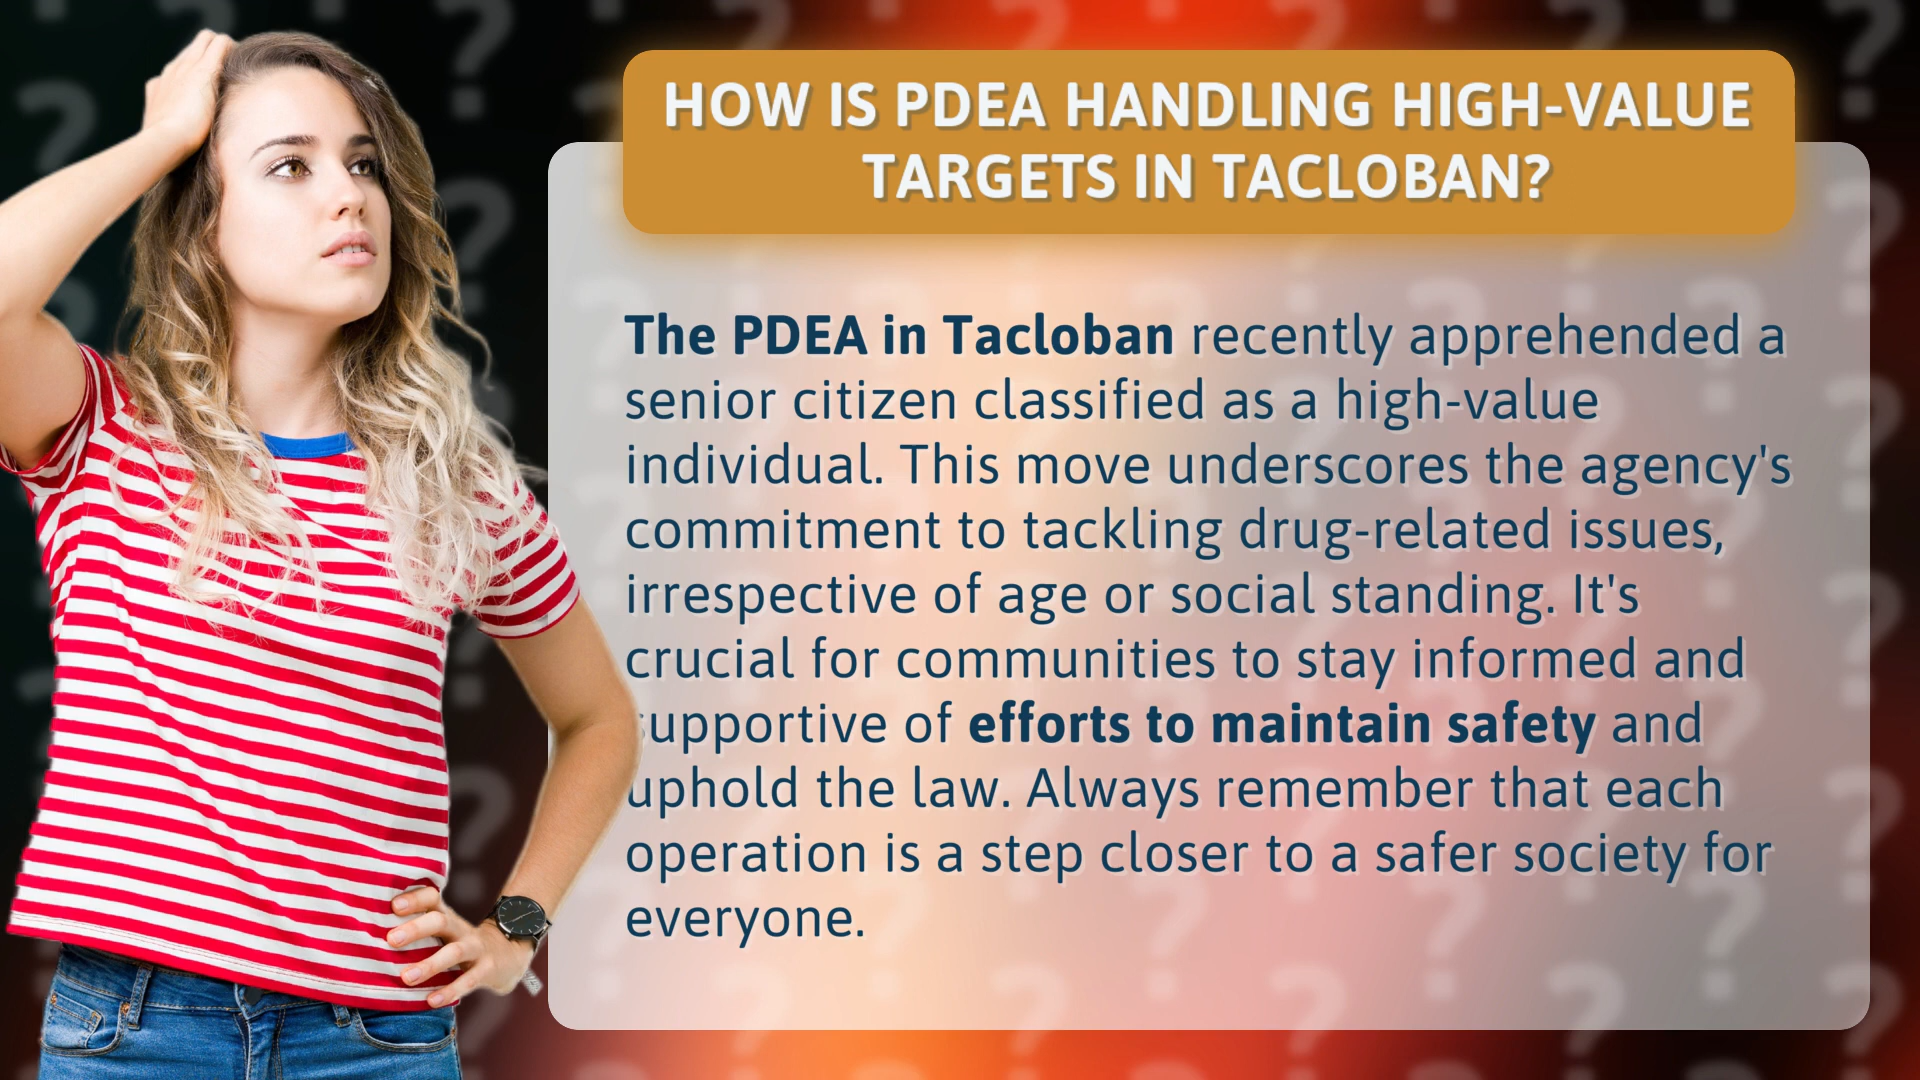 HOW IS PDEA HANDLING HIGH-VALUE
TARGETS IN TACLOBAN?
The PDEA in Tacloban recently apprehended a
senior citizen classified as a high-value
individual. This move underscores the agency's
commitment to tackling drug-related issues,
irrespective of age or social standing. It's
crucial for communities to stay informed and
supportive of efforts to maintain safety and
uphold the law. Always remember that each
operation is a step closer to a safer society for
everyone.